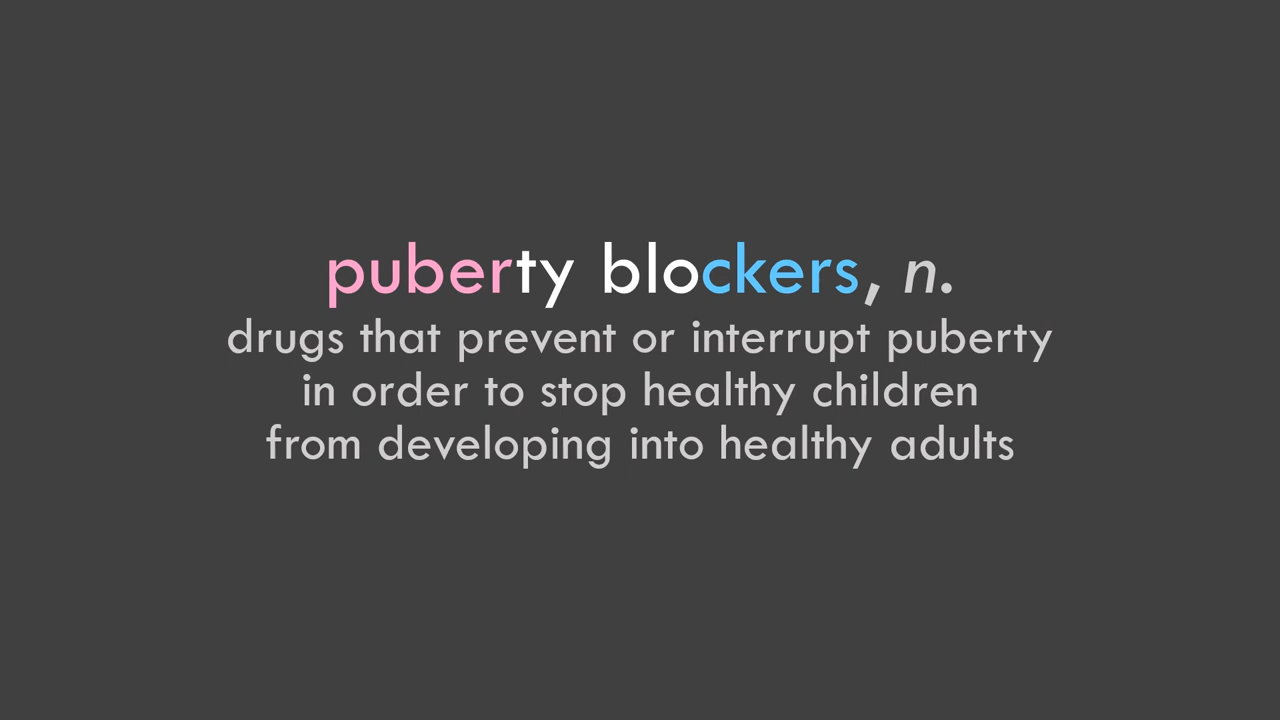 puberty blockers, n.
drugs that prevent or interrupt puberty
in order to stop healthy children
from developing into healthy adults